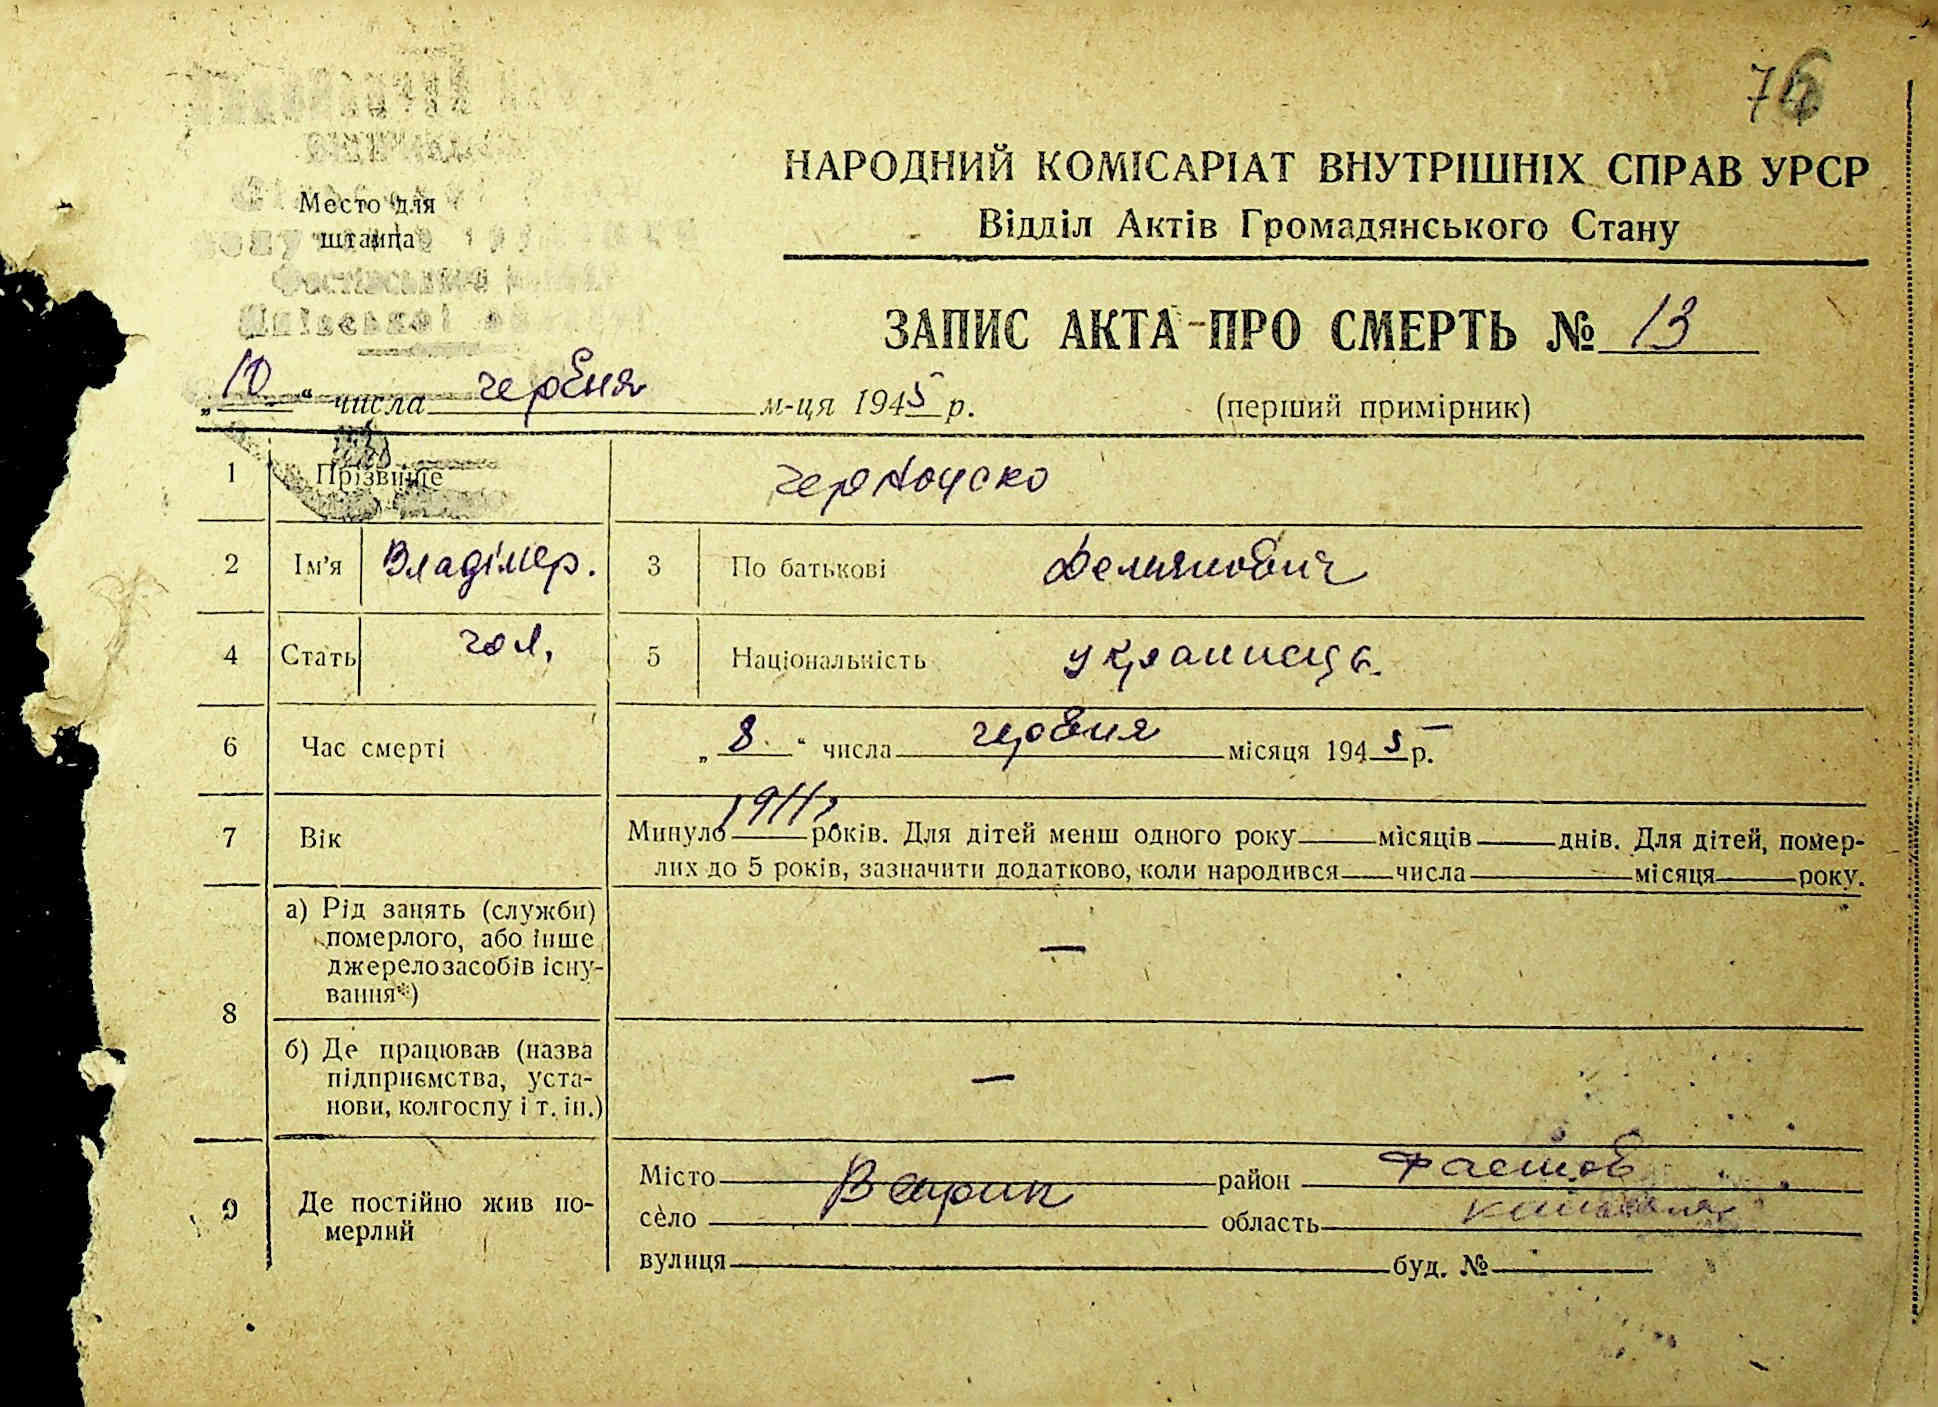 76
НАРОДНИЙ КОМІСАРІАТ ВНУТРІШНІХ СПРАВ УРСР
Відділ Актів Громадянського Стану
Место для
штампа
ЗАПИС АКТА ПРО СМЕРТЬ № 13
„10“ числа червня м-ця 1945 р.
(перший примірник)
1 Прізвище
2 Ім'я Владімер. 3 По батькові Демянович
4 Стать чол. 5 Національність украинець.
6 Час смерті „8“ числа червня місяця 1945 р.
7 Вік Минуло 1911 р. років. Для дітей менш одного року місяців днів. Для дітей, помер-
лих до 5 років, зазначити додатково, коли народився числа місяця року.
8 а) Рід занять (служби)
померлого, або інше
джерело засобів існу-
вання*)
—
б) Де працював (назва
підприємства, уста-
нови, колгоспу і т. ін.)
—
9 Де постійно жив по-
мерлий
Місто район Фастов
село область
вулиця буд. №